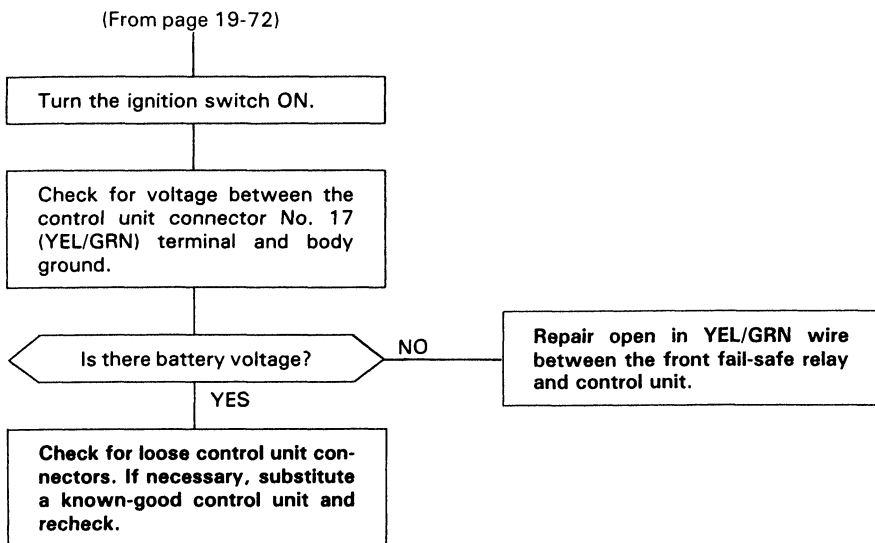 (From page 19-72)
Turn the ignition switch ON.
Check for voltage between the
control unit connector No. 17
(YEL/GRN) terminal and body
ground.
Is there battery voltage?
NO
Repair open in YEL/GRN wire
between the front fail-safe relay
and control unit.
YES
Check for loose control unit con-
nectors. If necessary, substitute
a known-good control unit and
recheck.